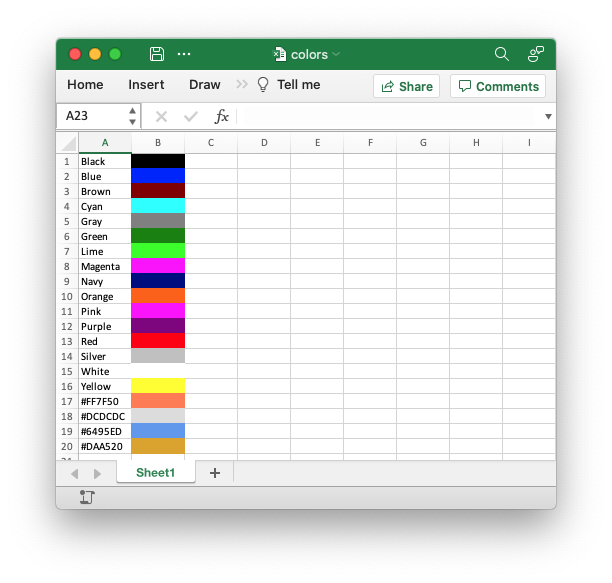 colors
Home Insert Draw Tell me Share Comments
A23 fx
A B C D E F G H I
1 Black
2 Blue
3 Brown
4 Cyan
5 Gray
6 Green
7 Lime
8 Magenta
9 Navy
10 Orange
11 Pink
12 Purple
13 Red
14 Silver
15 White
16 Yellow
17 #FF7F50
18 #DCDCDC
19 #6495ED
20 #DAA520
Sheet1 +